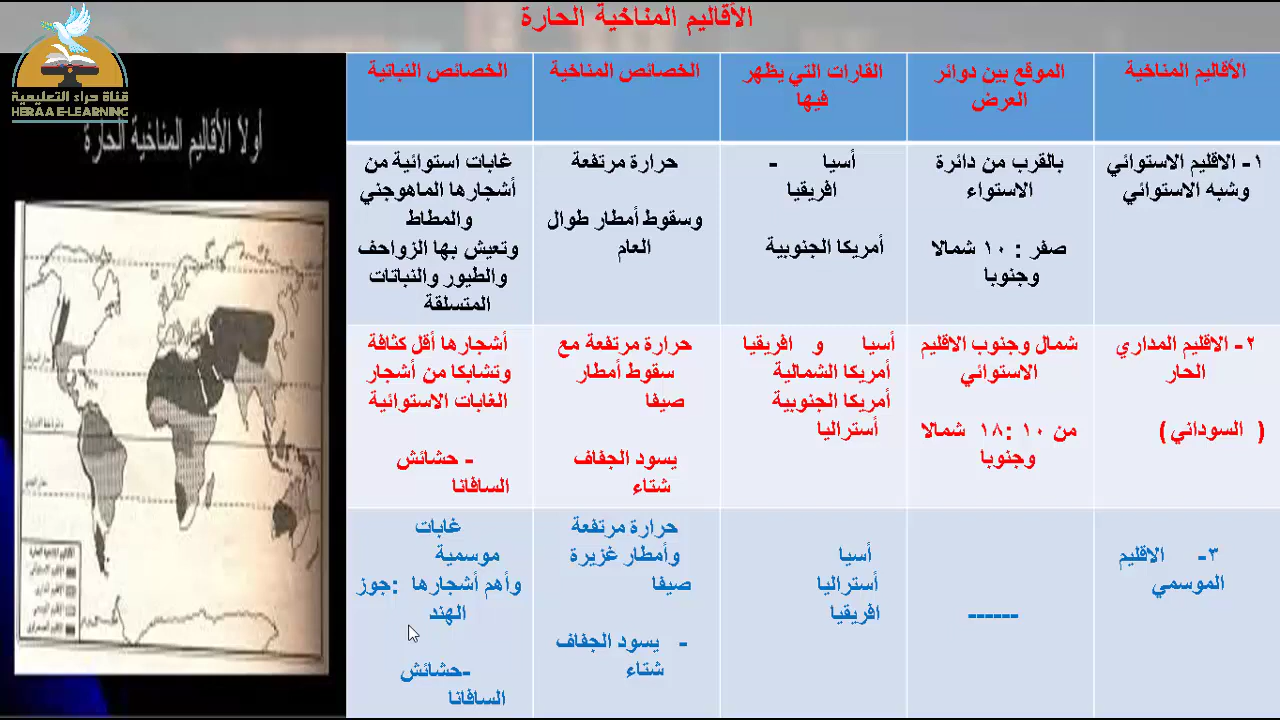 الأقاليم المناخية الحارة
قناة حراء التعليمية
HERAA E-LEARNING
أولا الأقاليم المناخية الحارة
الأقاليم المناخية
الموقع بين دوائر
العرض
القارات التي يظهر
فيها
الخصائص المناخية
الخصائص النباتية
١- الاقليم الاستوائي
وشبه الاستوائي
بالقرب من دائرة
الاستواء
صفر : ١٠ شمالا
وجنوبا
أسيا -
افريقيا
أمريكا الجنوبية
حرارة مرتفعة
وسقوط أمطار طوال
العام
غابات استوائية من
أشجارها الماهوجني
والمطاط
وتعيش بها الزواحف
والطيور والنباتات
المتسلقة
٢- الاقليم المداري
الحار
( السوداني )
شمال وجنوب الاقليم
الاستوائي
من ١٠ : ١٨ شمالا
وجنوبا
أسيا و افريقيا
أمريكا الشمالية
أمريكا الجنوبية
أستراليا
حرارة مرتفعة مع
سقوط أمطار
صيفا
يسود الجفاف
شتاء
أشجارها أقل كثافة
وتشابكا من أشجار
الغابات الاستوائية
- حشائش
السافانا
٣- الاقليم
الموسمي
------
أسيا
أستراليا
افريقيا
حرارة مرتفعة
وأمطار غزيرة
صيفا
- يسود الجفاف
شتاء
غابات
موسمية
وأهم أشجارها :جوز
الهند
-حشائش
السافانا